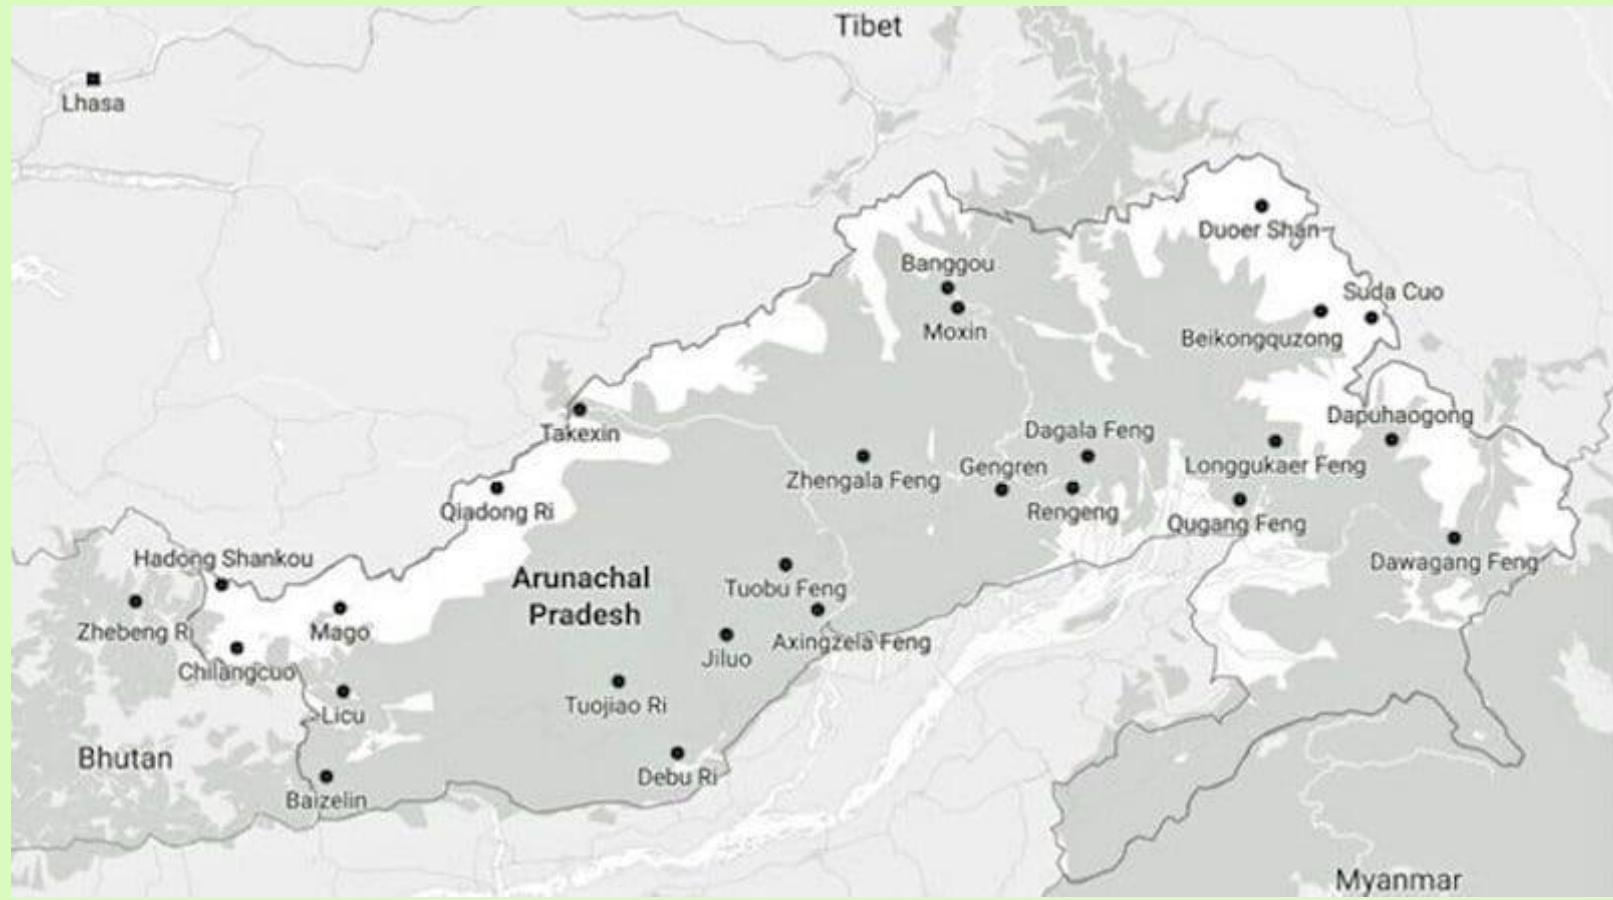 Tibet
Lhasa
Duoer Shan
Banggou
Suda Cuo
Moxin
Beikongquzong
Dapuhaogong
Takexin
Dagala Feng
Zhengala Feng
Gengren
Longgukaer Feng
Qiadong Ri
Rengeng
Qugang Feng
Hadong Shankou
Dawagang Feng
Arunachal
Pradesh
Tuobu Feng
Zhebeng Ri
Mago
Axingzela Feng
Chilangcuo
Jiluo
Licu
Tuojiao Ri
Bhutan
Debu Ri
Baizelin
Myanmar